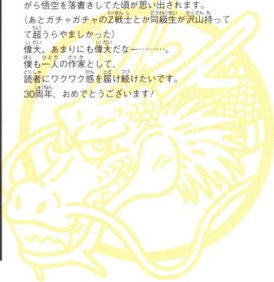 がら悟空を落書きしてた頃が思い出されます。
(あとガチャガチャのZ戦士とか同級生が沢山持って
て超うらやましかった)
偉大。あまりにも偉大だなー………。
僕も一人の作家として、
読者にワクワク感を届け続けたいです。
30周年、おめでとうございます!